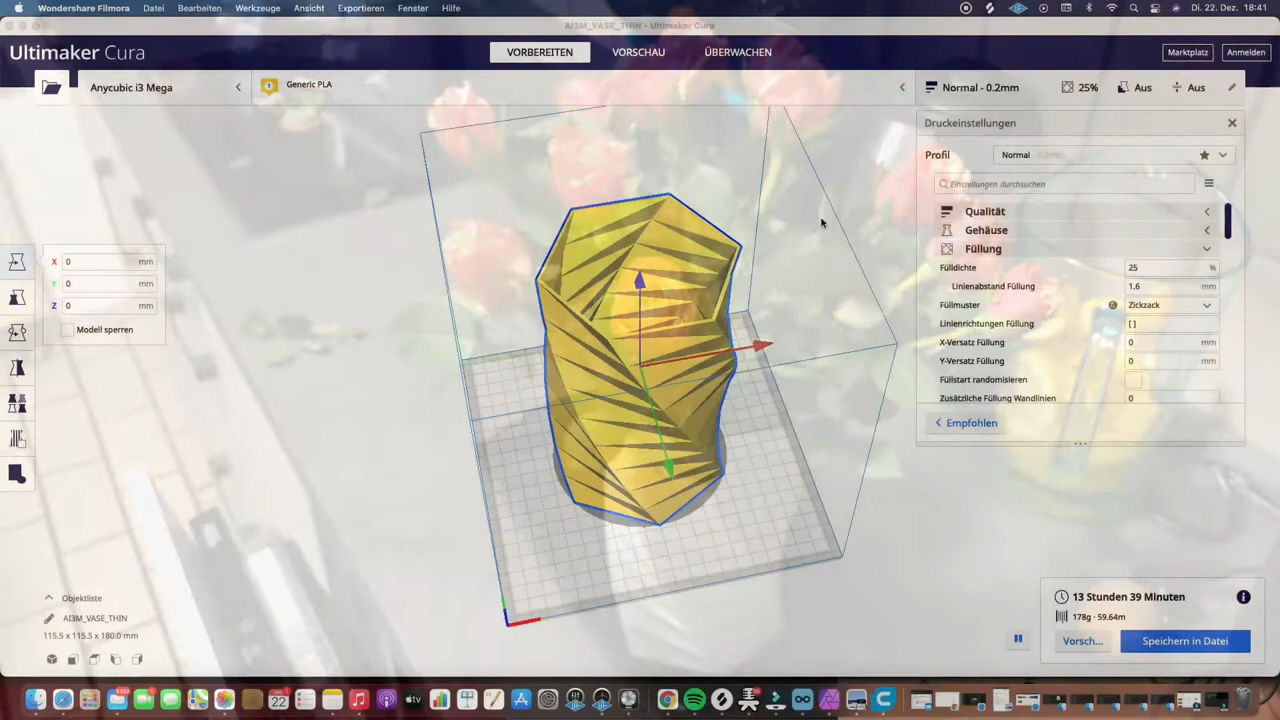 Wondershare Filmora Datei Bearbeiten Werkzeuge Ansicht Exportieren Fenster Hilfe Di. 22. Dez. 18:41
AI3M_VASE_THIN - Ultimaker Cura
Ultimaker Cura VORBEREITEN VORSCHAU ÜBERWACHEN Marktplatz Anmelden
Anycubic i3 Mega 1 Generic PLA Normal - 0.2mm 25% Aus Aus
Druckeinstellungen
Profil Normal
Einstellungen durchsuchen
Qualität
Gehäuse
Füllung
Fülldichte 25 %
Linienabstand Füllung 1.6 mm
Füllmuster Zickzack
Linienrichtungen Füllung [ ]
X-Versatz Füllung 0 mm
Y-Versatz Füllung 0 mm
Füllstart randomisieren
Zusätzliche Füllung Wandlinien 0
Empfohlen
X 0 mm
Y 0 mm
Z 0 mm
Modell sperren
Objektliste
AI3M_VASE_THIN
115.5 x 115.5 x 180.0 mm
13 Stunden 39 Minuten
178g · 59.64m
Vorsch... Speichern in Datei
22
tv